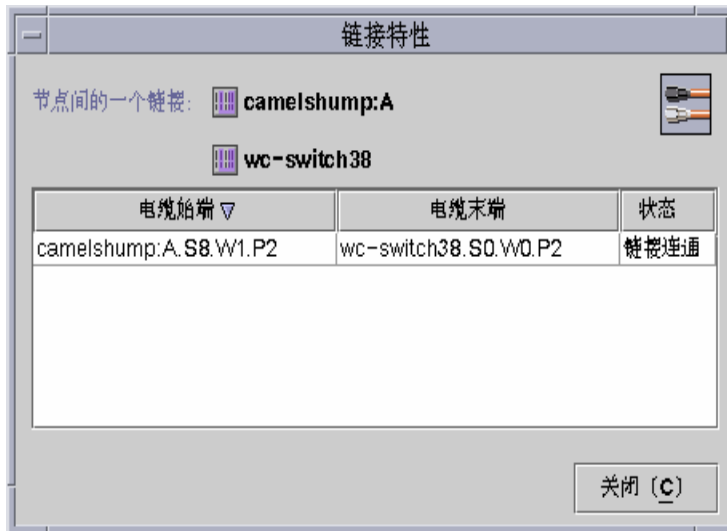 链接特性
节点间的一个链接: camelshump:A
wc-switch38
电缆始端 电缆末端 状态
camelshump:A.S8.W1.P2 wc-switch38.S0.W0.P2 链接连通
关闭 (C)